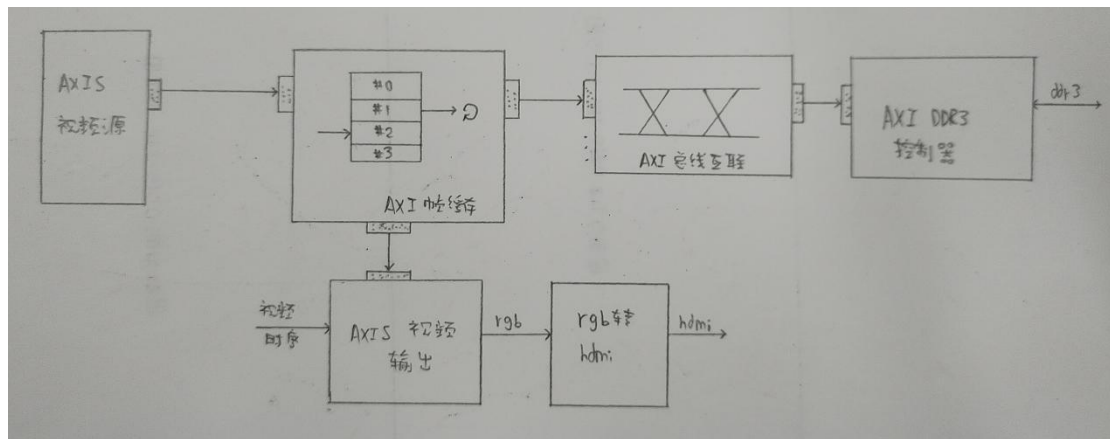 AXIS
视频源
#0
#1
#2
#3
AXI 帧缓存
AXI 总线互联
AXI DDR3
控制器
ddr3
视频
时序
AXIS 视频
输出
rgb
rgb转
hdmi
hdmi